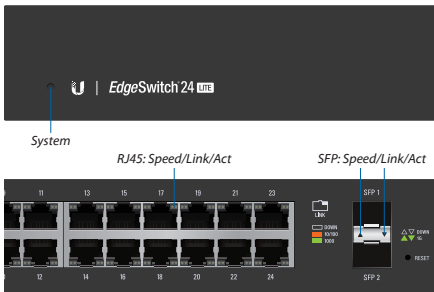 U | EdgeSwitch 24 LITE
System
RJ45: Speed/Link/Act
SFP: Speed/Link/Act
11 13 15 17 19 21 23
SFP 1
LINK
DOWN
10/100
1000
DOWN
1G
RESET
12 14 16 18 20 22 24
SFP 2